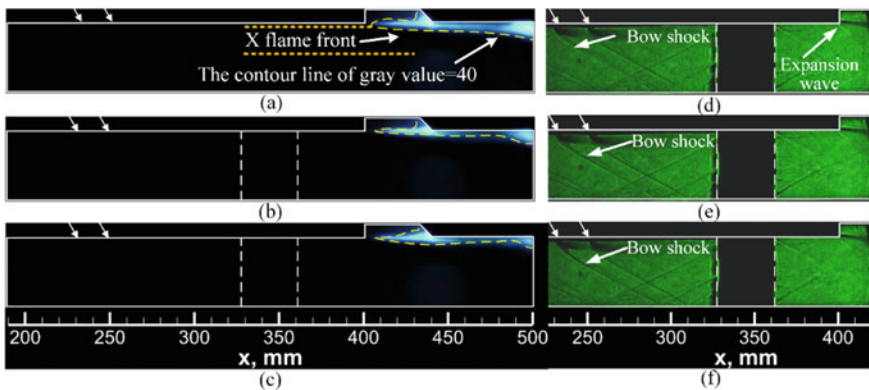 X flame front
The contour line of gray value=40
(a)
Bow shock
Expansion
wave
(d)
(b)
Bow shock
(e)
Bow shock
200 250 300 350 400 450 500
x, mm
(c)
250 300 350 400
x, mm
(f)